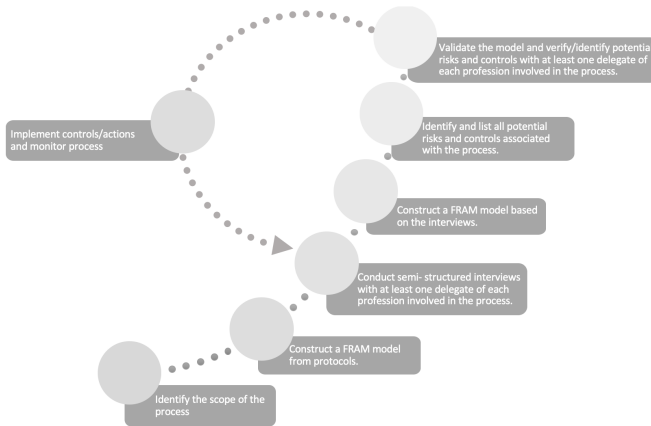 Validate the model and verify/identify potential
risks and controls with at least one delegate of
each profession involved in the process.
Identify and list all potential
risks and controls associated
with the process.
Implement controls/actions
and monitor process
Construct a FRAM model based
on the interviews.
Conduct semi- structured interviews
with at least one delegate of each
profession involved in the process.
Construct a FRAM model
from protocols.
Identify the scope of the
process